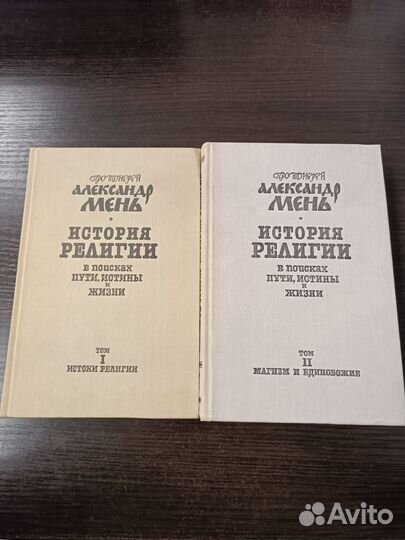 протоиерей
АЛЕКСАНДР
МЕНЬ
ИСТОРИЯ
РЕЛИГИИ
В ПОИСКАХ
ПУТИ, ИСТИНЫ
И
ЖИЗНИ
ТОМ
I
ИСТОКИ РЕЛИГИИ
протоиерей
АЛЕКСАНДР
МЕНЬ
ИСТОРИЯ
РЕЛИГИИ
В ПОИСКАХ
ПУТИ, ИСТИНЫ
И
ЖИЗНИ
ТОМ
II
МАГИЗМ И ЕДИНОБОЖИЕ
Avito